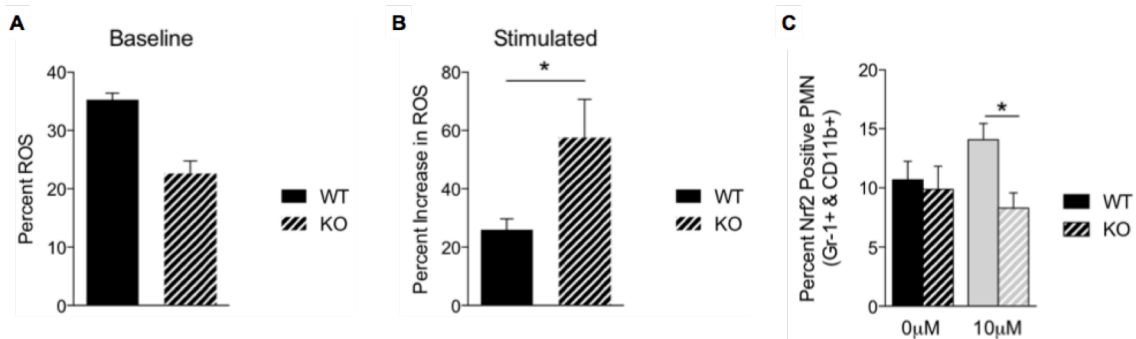 A
Baseline
Percent ROS
40
30
20
10
0
WT
KO
B
Stimulated
Percent Increase in ROS
80
60
40
20
0
*
WT
KO
C
Percent Nrf2 Positive PMN
(Gr-1+ & CD11b+)
20
15
10
5
0
*
0μM
10μM
WT
KO